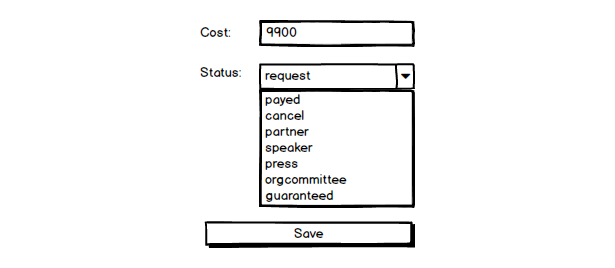 Cost: 9900
Status: request
payed
cancel
partner
speaker
press
orgcommittee
guaranteed
Save